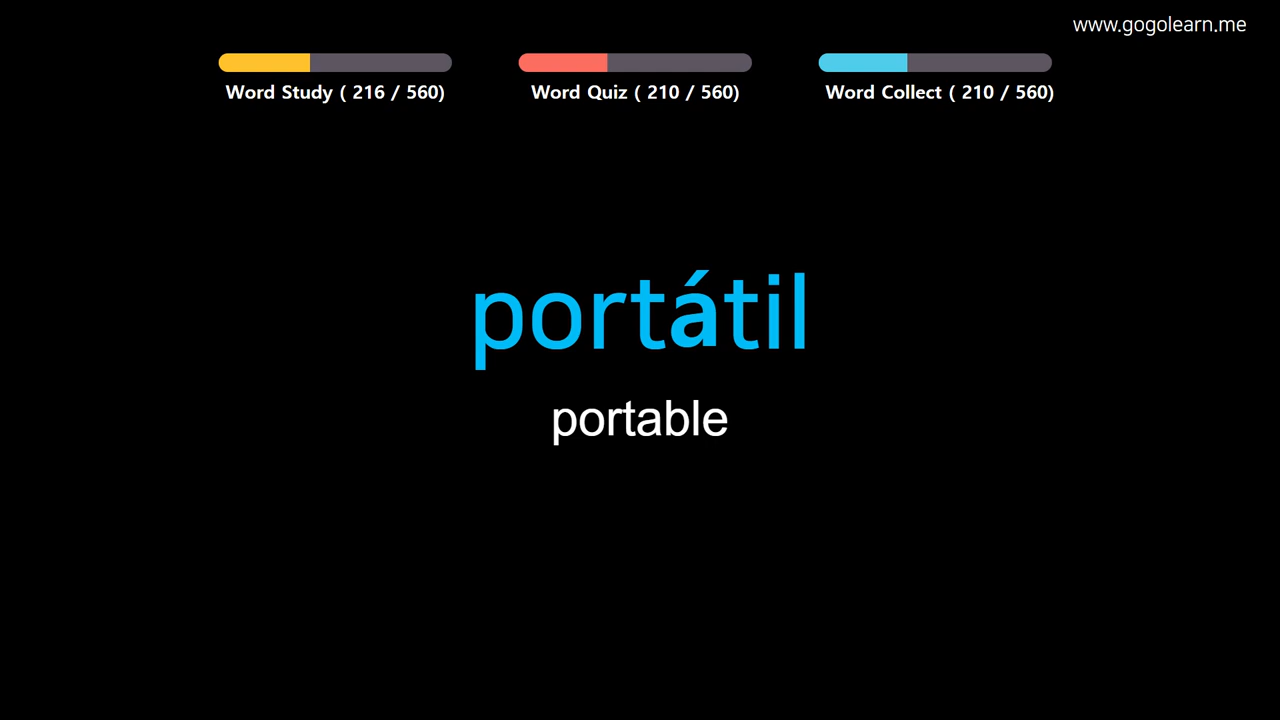 www.gogolearn.me
Word Study ( 216 / 560)
Word Quiz ( 210 / 560)
Word Collect ( 210 / 560)
portátil
portable